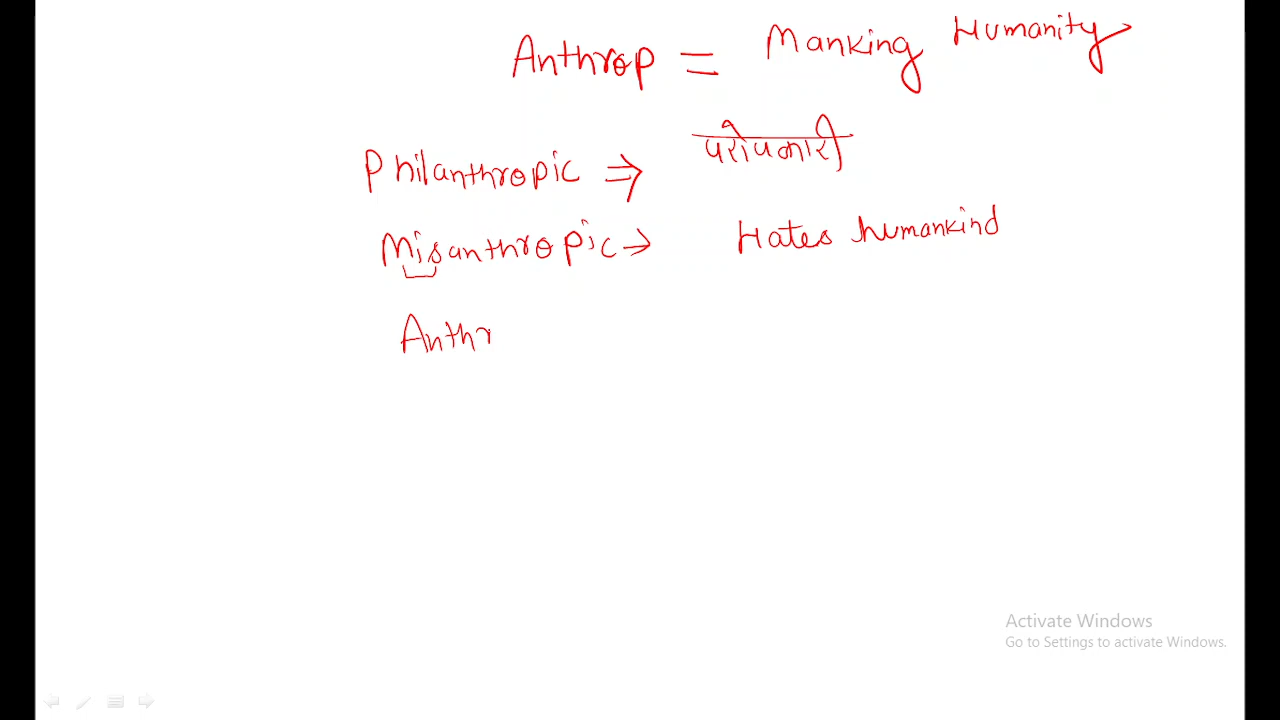 Anthrop = Manking Humanity
Philanthropic ⇒ परोपकारी
Misanthropic → Hates humankind
Anthr
Activate Windows
Go to Settings to activate Windows.